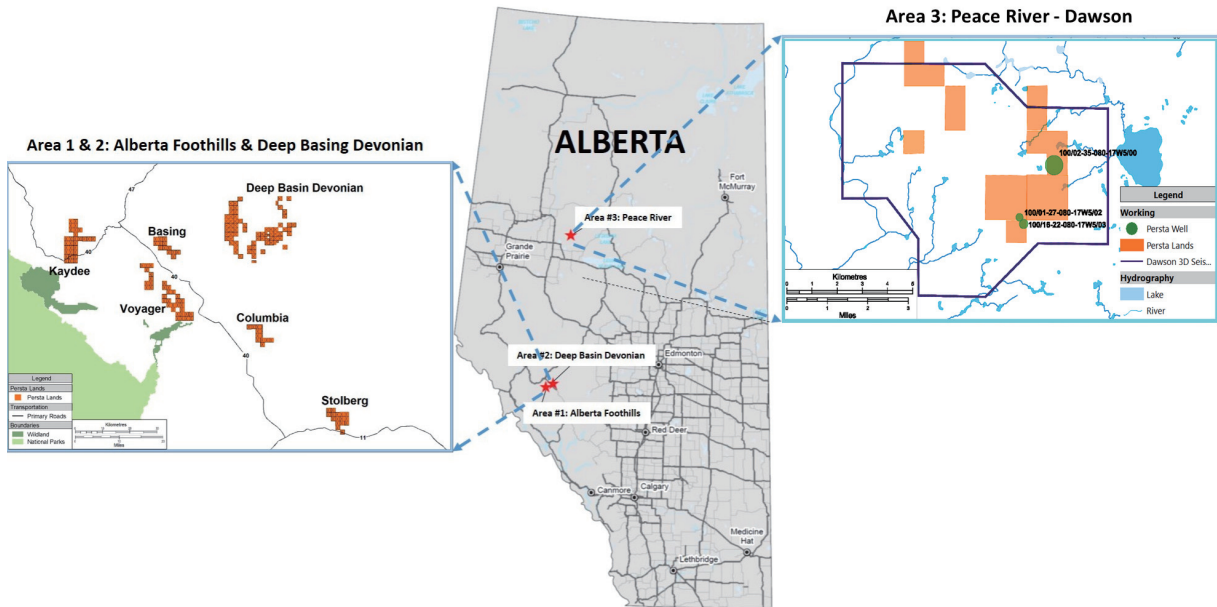 Area 3: Peace River - Dawson
100/02-35-080-17W5/00
100/01-27-080-17W5/02
100/16-22-080-17W5/03
Legend
Working
Persta Well
Persta Lands
Dawson 3D Seis...
Hydrography
Lake
River
Kilometres
Miles
Area 1 & 2: Alberta Foothills & Deep Basing Devonian
Deep Basin Devonian
47
Basing
40
Kaydee
40
Voyager
Columbia
40
Stolberg
11
Legend
Persta Lands
Persta Lands
Transportation
Primary Roads
Boundaries
Wildland
National Parks
Kilometres
Miles
ALBERTA
Fort
McMurray
Area #3: Peace River
Grande
Prairie
Area #2: Deep Basin Devonian
Edmonton
Area #1: Alberta Foothills
Red Deer
Canmore
Calgary
Medicine
Hat
Lethbridge